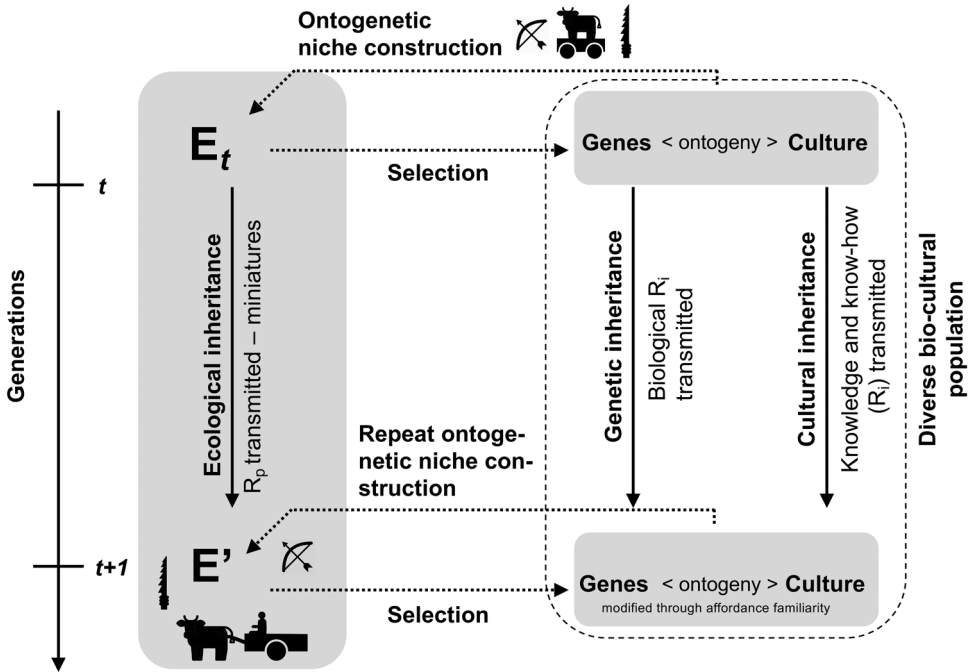 Ontogenetic
niche construction
E_t
Selection
Genes < ontogeny > Culture
t
Generations
Ecological inheritance
R_p transmitted – miniatures
Genetic inheritance
Biological R_i
transmitted
Cultural inheritance
Knowledge and know-how
(R_i) transmitted
Diverse bio-cultural
population
Repeat ontoge-
netic niche con-
struction
t+1
E’
Selection
Genes < ontogeny > Culture
modified through affordance familiarity